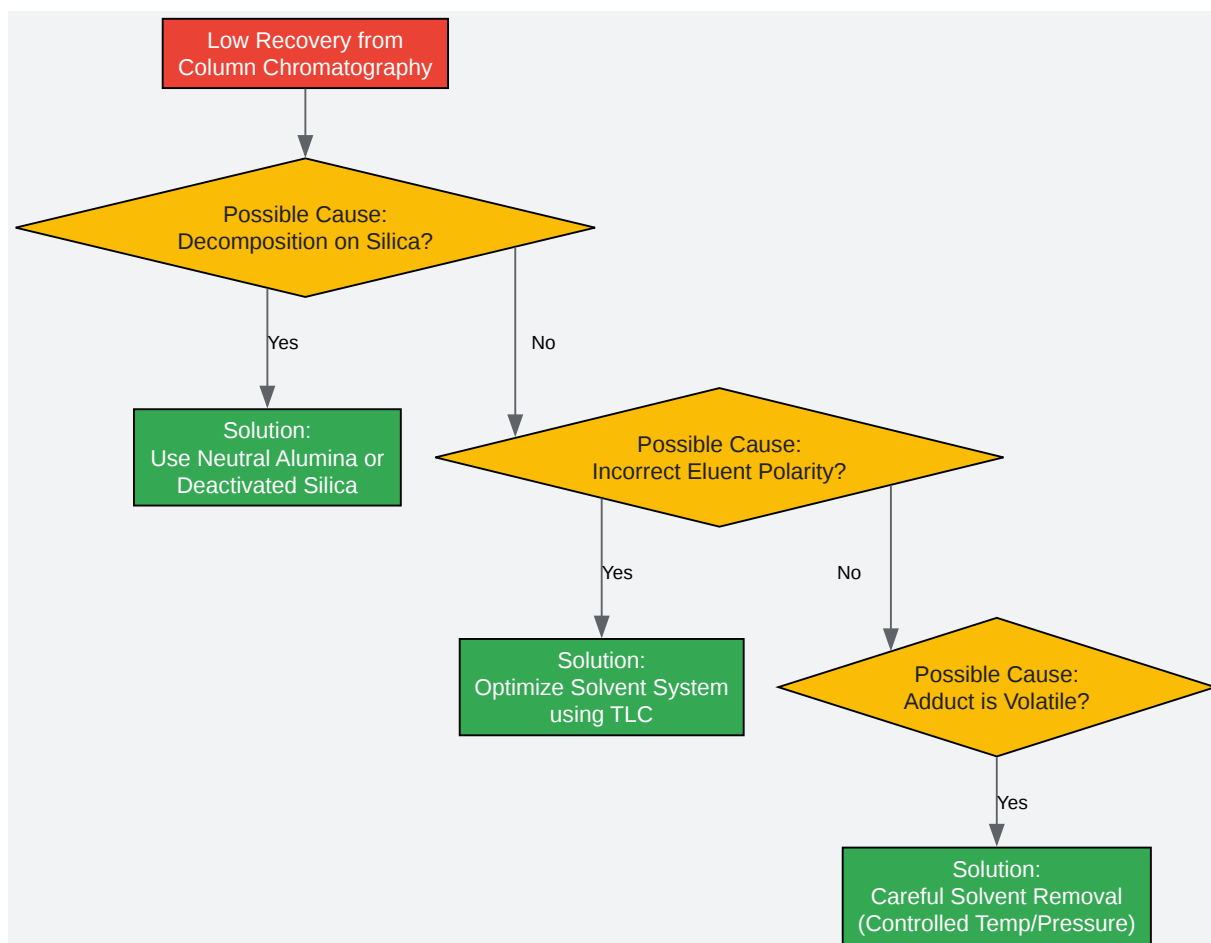 Low Recovery from
Column Chromatography
Possible Cause:
Decomposition on Silica?
Yes
No
Solution:
Use Neutral Alumina or
Deactivated Silica
Possible Cause:
Incorrect Eluent Polarity?
Yes
No
Solution:
Optimize Solvent System
using TLC
Possible Cause:
Adduct is Volatile?
Yes
Solution:
Careful Solvent Removal
(Controlled Temp/Pressure)